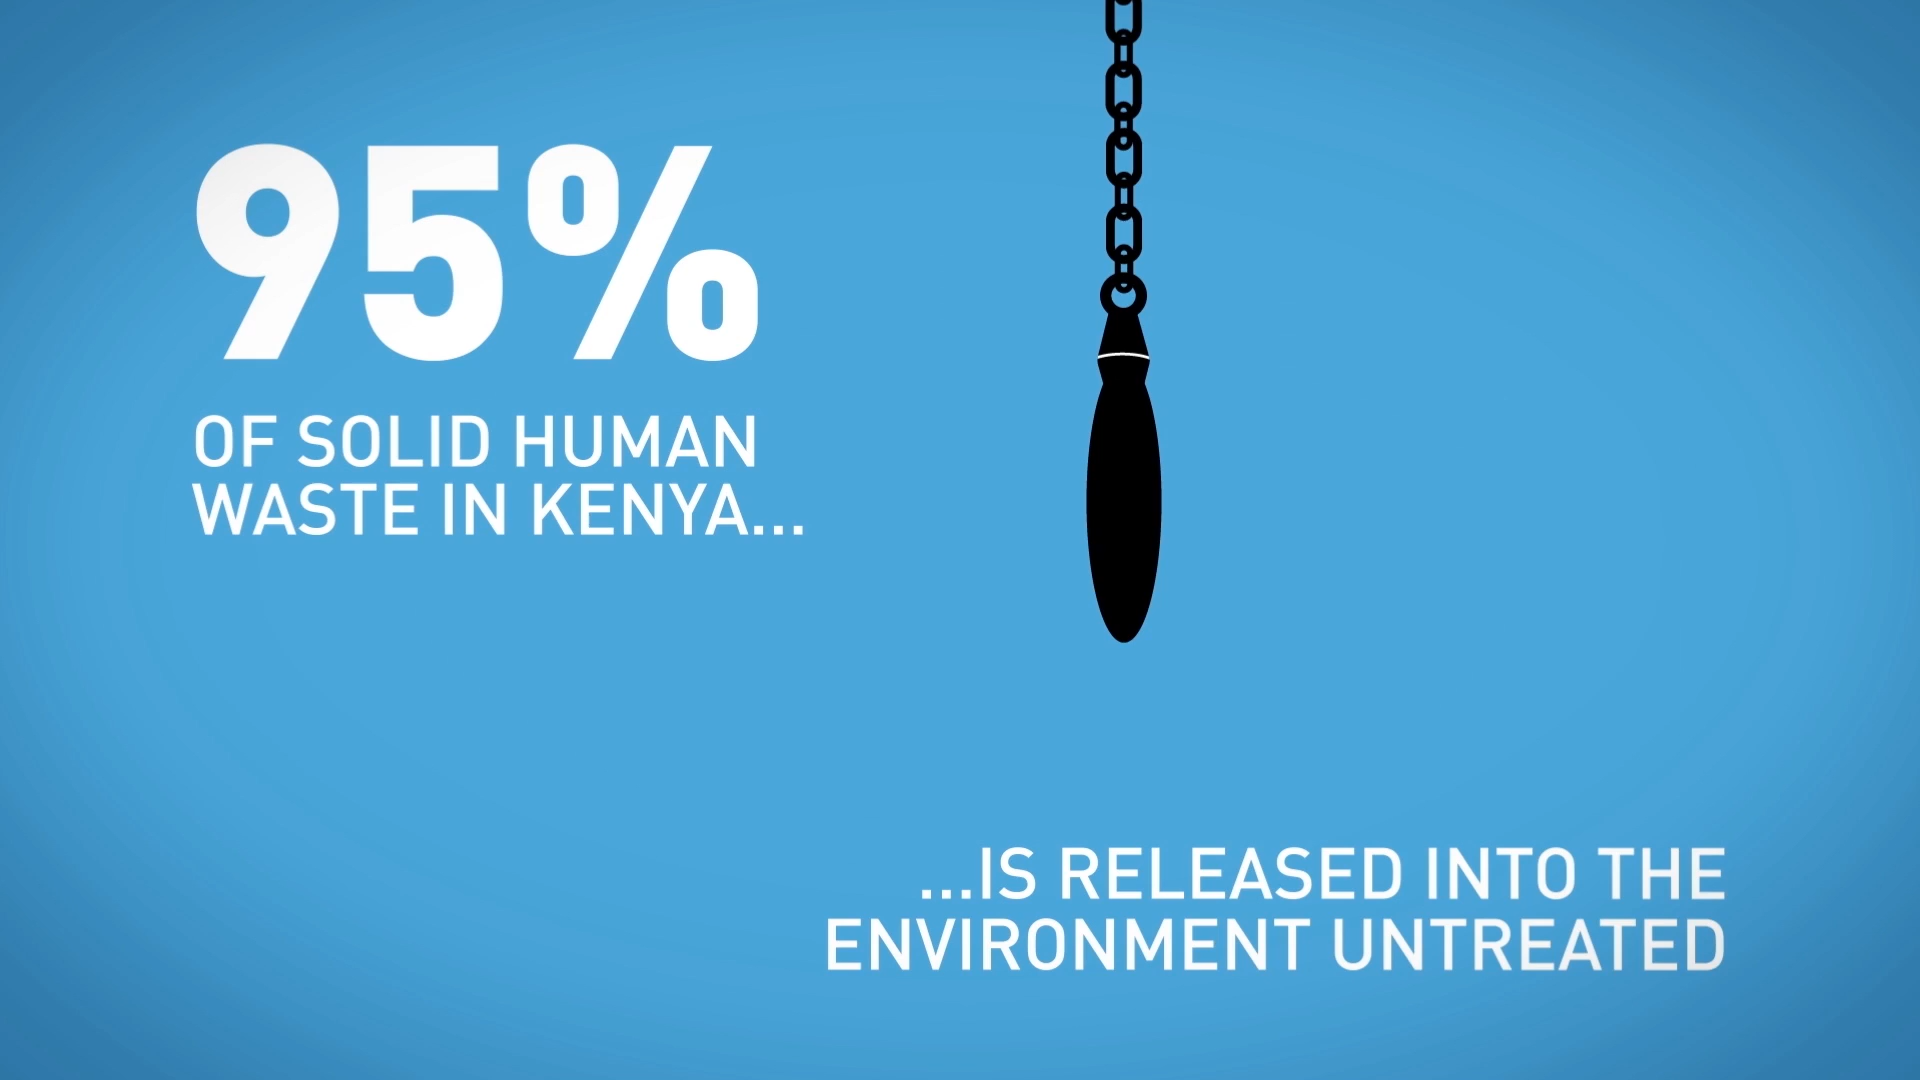 95%
OF SOLID HUMAN
WASTE IN KENYA...
...IS RELEASED INTO THE
ENVIRONMENT UNTREATED